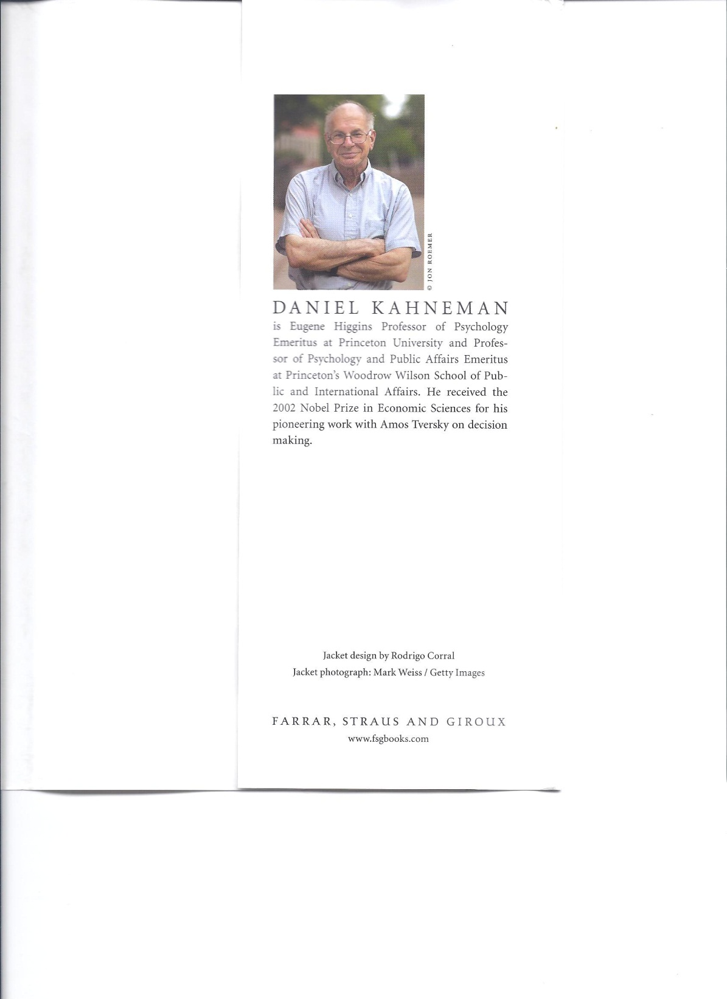 © JON ROEMER
DANIEL KAHNEMAN
is Eugene Higgins Professor of Psychology
Emeritus at Princeton University and Profes-
sor of Psychology and Public Affairs Emeritus
at Princeton's Woodrow Wilson School of Pub-
lic and International Affairs. He received the
2002 Nobel Prize in Economic Sciences for his
pioneering work with Amos Tversky on decision
making.
Jacket design by Rodrigo Corral
Jacket photograph: Mark Weiss / Getty Images
FARRAR, STRAUS AND GIROUX
www.fsgbooks.com